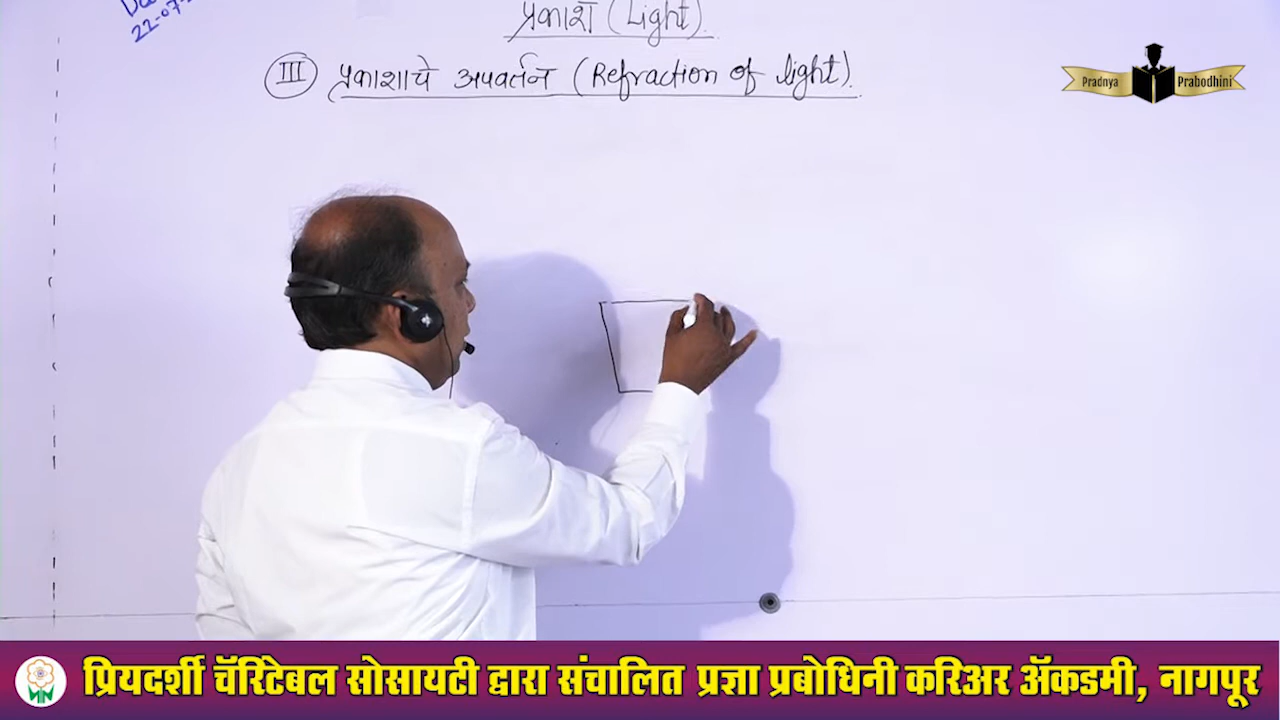 22-07-
प्रकाश (Light).
III प्रकाशाचे अपवर्तन (Refraction of light).
Pradnya Prabodhini
प्रियदर्शी चॅरिटेबल सोसायटी द्वारा संचालित प्रज्ञा प्रबोधिनी करिअर ॲकडमी, नागपूर